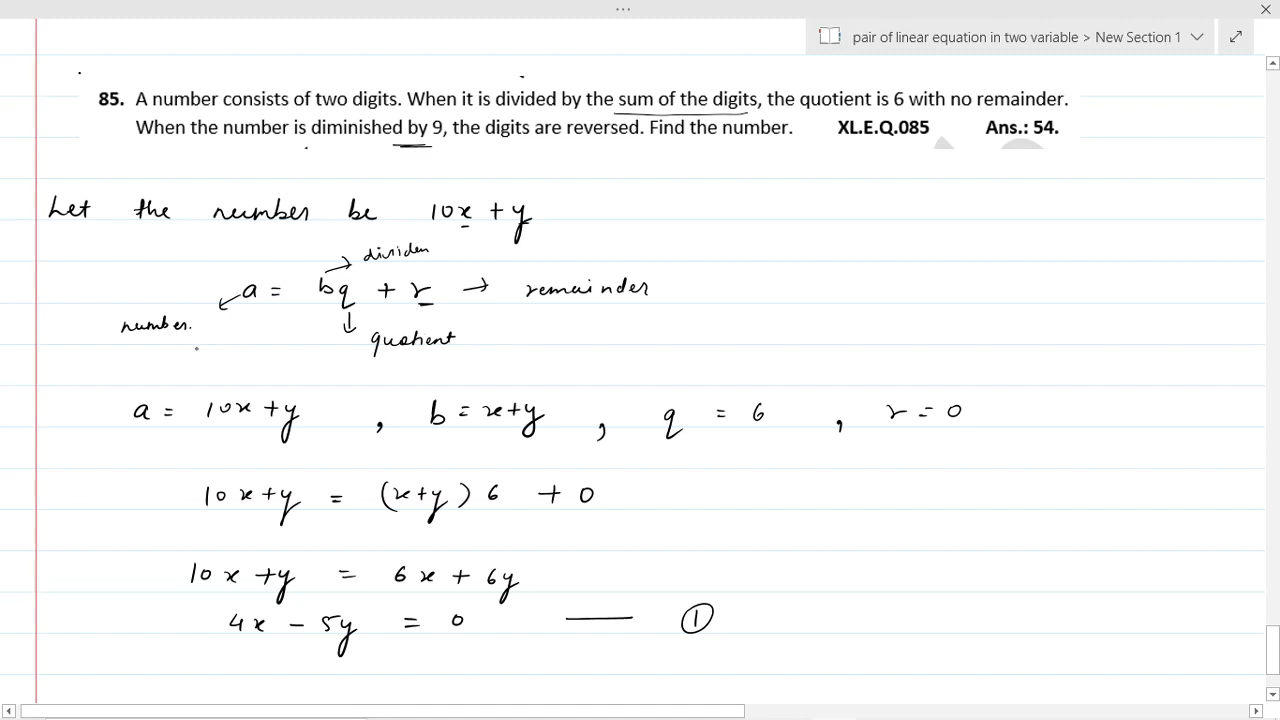 ...
pair of linear equation in two variable > New Section 1
85. A number consists of two digits. When it is divided by the sum of the digits, the quotient is 6 with no remainder.
When the number is diminished by 9, the digits are reversed. Find the number. XL.E.Q.085 Ans.: 54.
Let the number be 10x + y
dividen
a = bq + r → remainder
number.
quotient
a = 10x + y , b = x+y , q = 6 , r = 0
10x + y = (x+y) 6 + 0
10x + y = 6x + 6y
4x - 5y = 0 —— ①